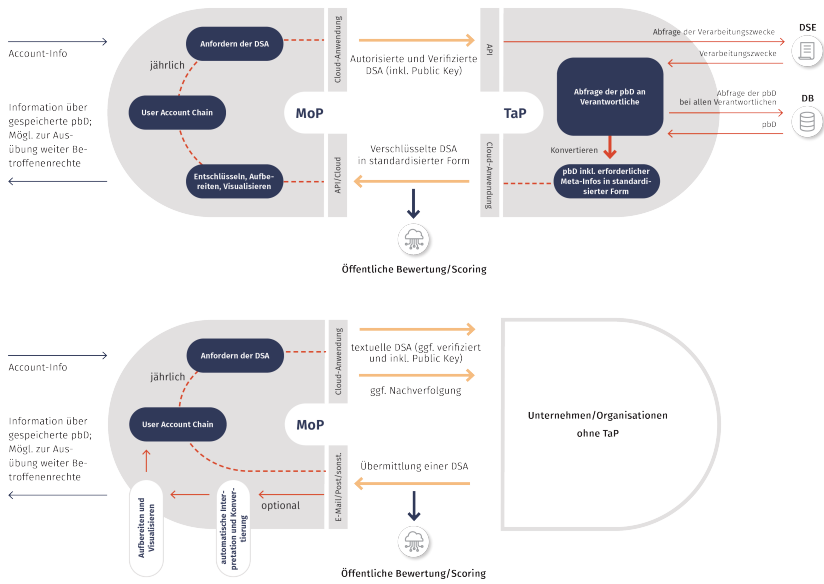 Account-Info
Information über
gespeicherte pbD;
Mögl. zur Aus-
übung weiter Be-
troffenenrechte
Anfordern der DSA
jährlich
User Account Chain
MoP
Entschlüsseln, Aufbe-
reiten, Visualisieren
Cloud-Anwendung
API/Cloud
Autorisierte und Verifizierte
DSA (inkl. Public Key)
Verschlüsselte DSA
in standardisierter Form
Öffentliche Bewertung/Scoring
API
Cloud-Anwendung
TaP
Abfrage der pbD an
Verantwortliche
Konvertieren
pbD inkl. erforderlicher
Meta-Infos in standardi-
sierter Form
Abfrage der Verarbeitungszwecke
Verarbeitungszwecke
DSE
Abfrage der pbD
bei allen Verantwortlichen
pbD
DB
Account-Info
Information über
gespeicherte pbD;
Mögl. zur Aus-
übung weiter Be-
troffenenrechte
Anfordern der DSA
jährlich
User Account Chain
MoP
Aufbereiten und
Visualisieren
automatische Inter-
pretation und Konver-
tierung
optional
Cloud-Anwendung
E-Mail/Post/sonst.
textuelle DSA (ggf. verifiziert
und inkl. Public Key)
ggf. Nachverfolgung
Übermittlung einer DSA
Öffentliche Bewertung/Scoring
Unternehmen/Organisationen
ohne TaP